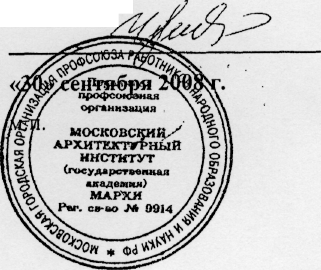 «30» сентября 2008 г.
М.П.
МОСКОВСКАЯ ГОРОДСКАЯ ОРГАНИЗАЦИЯ ПРОФСОЮЗА РАБОТНИКОВ НАРОДНОГО ОБРАЗОВАНИЯ И НАУКИ РФ *
профсоюзная
организация
МОСКОВСКИЙ
АРХИТЕКТУРНЫЙ
ИНСТИТУТ
(государственная
академия)
МАРХИ
Рег. св-во № 9914